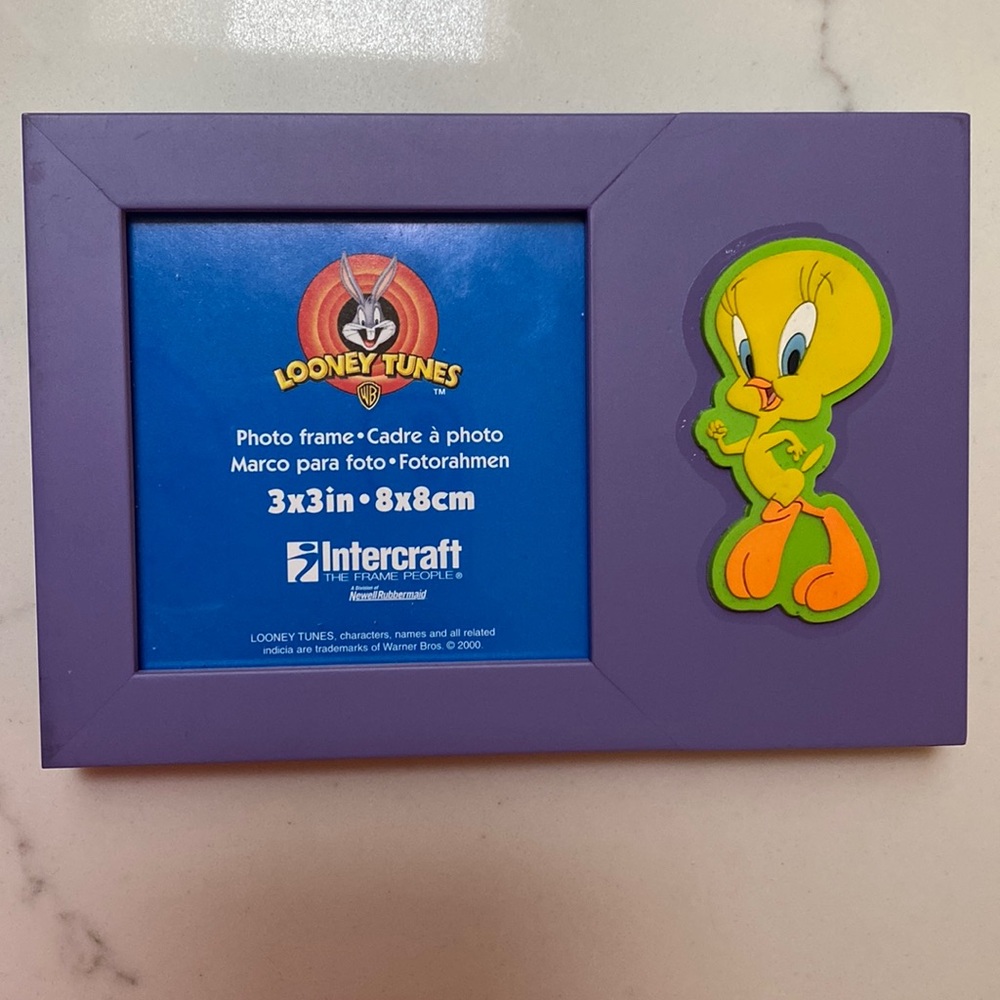 LOONEY TUNES
WB
TM
Photo frame•Cadre à photo
Marco para foto•Fotorahmen
3x3in•8x8cm
Intercraft
THE FRAME PEOPLE®
A Division of
Newell Rubbermaid
LOONEY TUNES, characters, names and all related
indicia are trademarks of Warner Bros. © 2000.